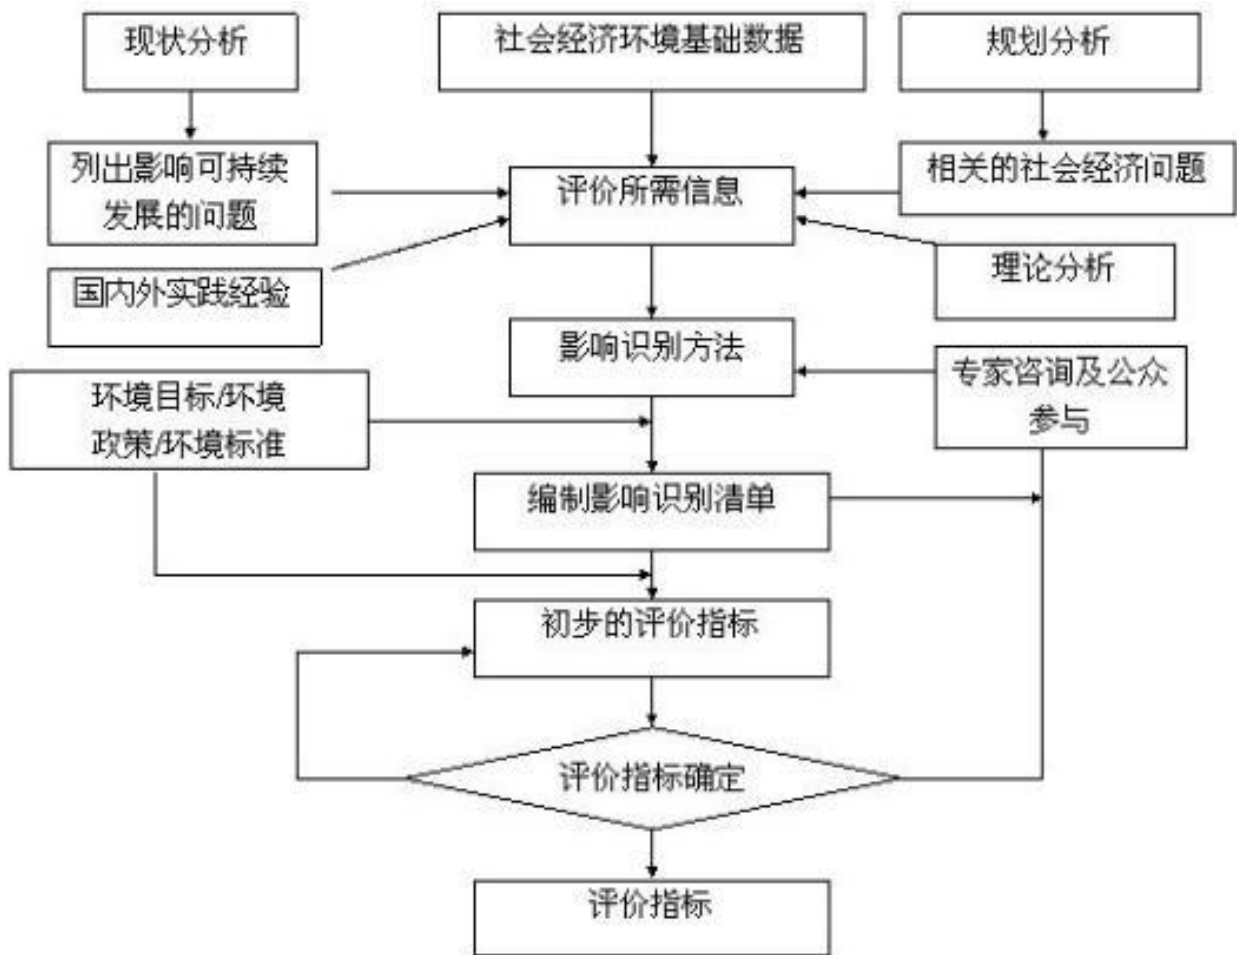 现状分析
社会经济环境基础数据
规划分析
列出影响可持续
发展的问题
评价所需信息
相关的社会经济问题
国内外实践经验
理论分析
影响识别方法
专家咨询及公众
参与
环境目标/环境
政策/环境标准
编制影响识别清单
初步的评价指标
评价指标确定
评价指标